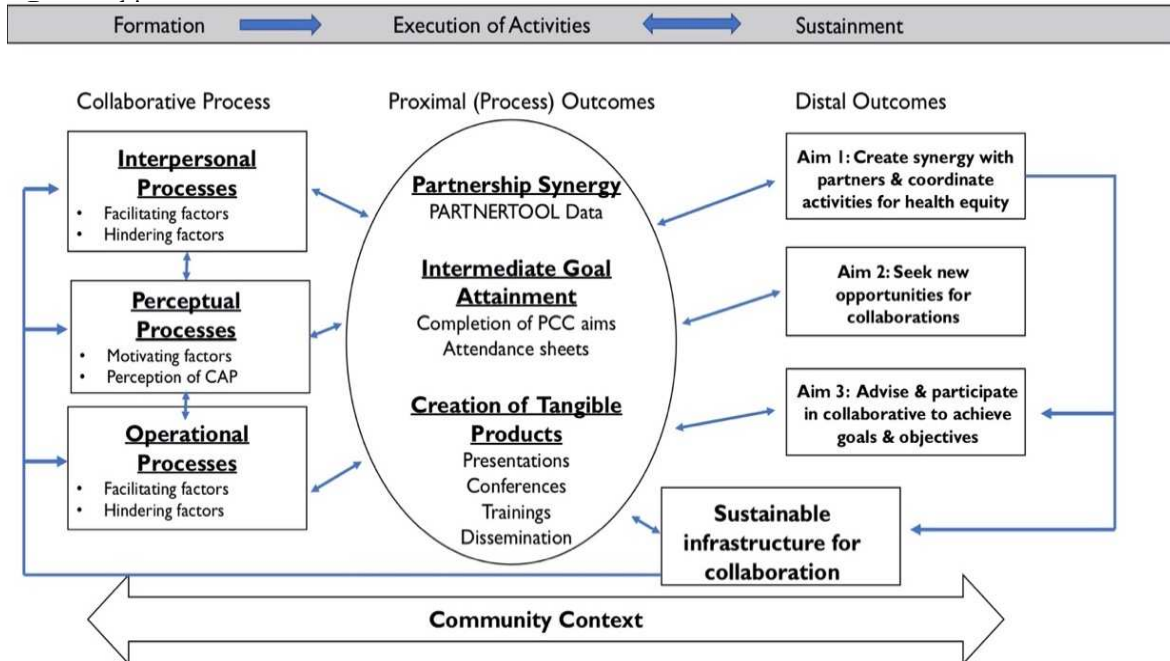 Formation
Execution of Activities
Sustainment
Collaborative Process
Proximal (Process) Outcomes
Distal Outcomes
Interpersonal
Processes
• Facilitating factors
• Hindering factors
Perceptual
Processes
• Motivating factors
• Perception of CAP
Operational
Processes
• Facilitating factors
• Hindering factors
Partnership Synergy
PARTNERTOOL Data
Intermediate Goal
Attainment
Completion of PCC aims
Attendance sheets
Creation of Tangible
Products
Presentations
Conferences
Trainings
Dissemination
Aim 1: Create synergy with
partners & coordinate
activities for health equity
Aim 2: Seek new
opportunities for
collaborations
Aim 3: Advise & participate
in collaborative to achieve
goals & objectives
Sustainable
infrastructure for
collaboration
Community Context